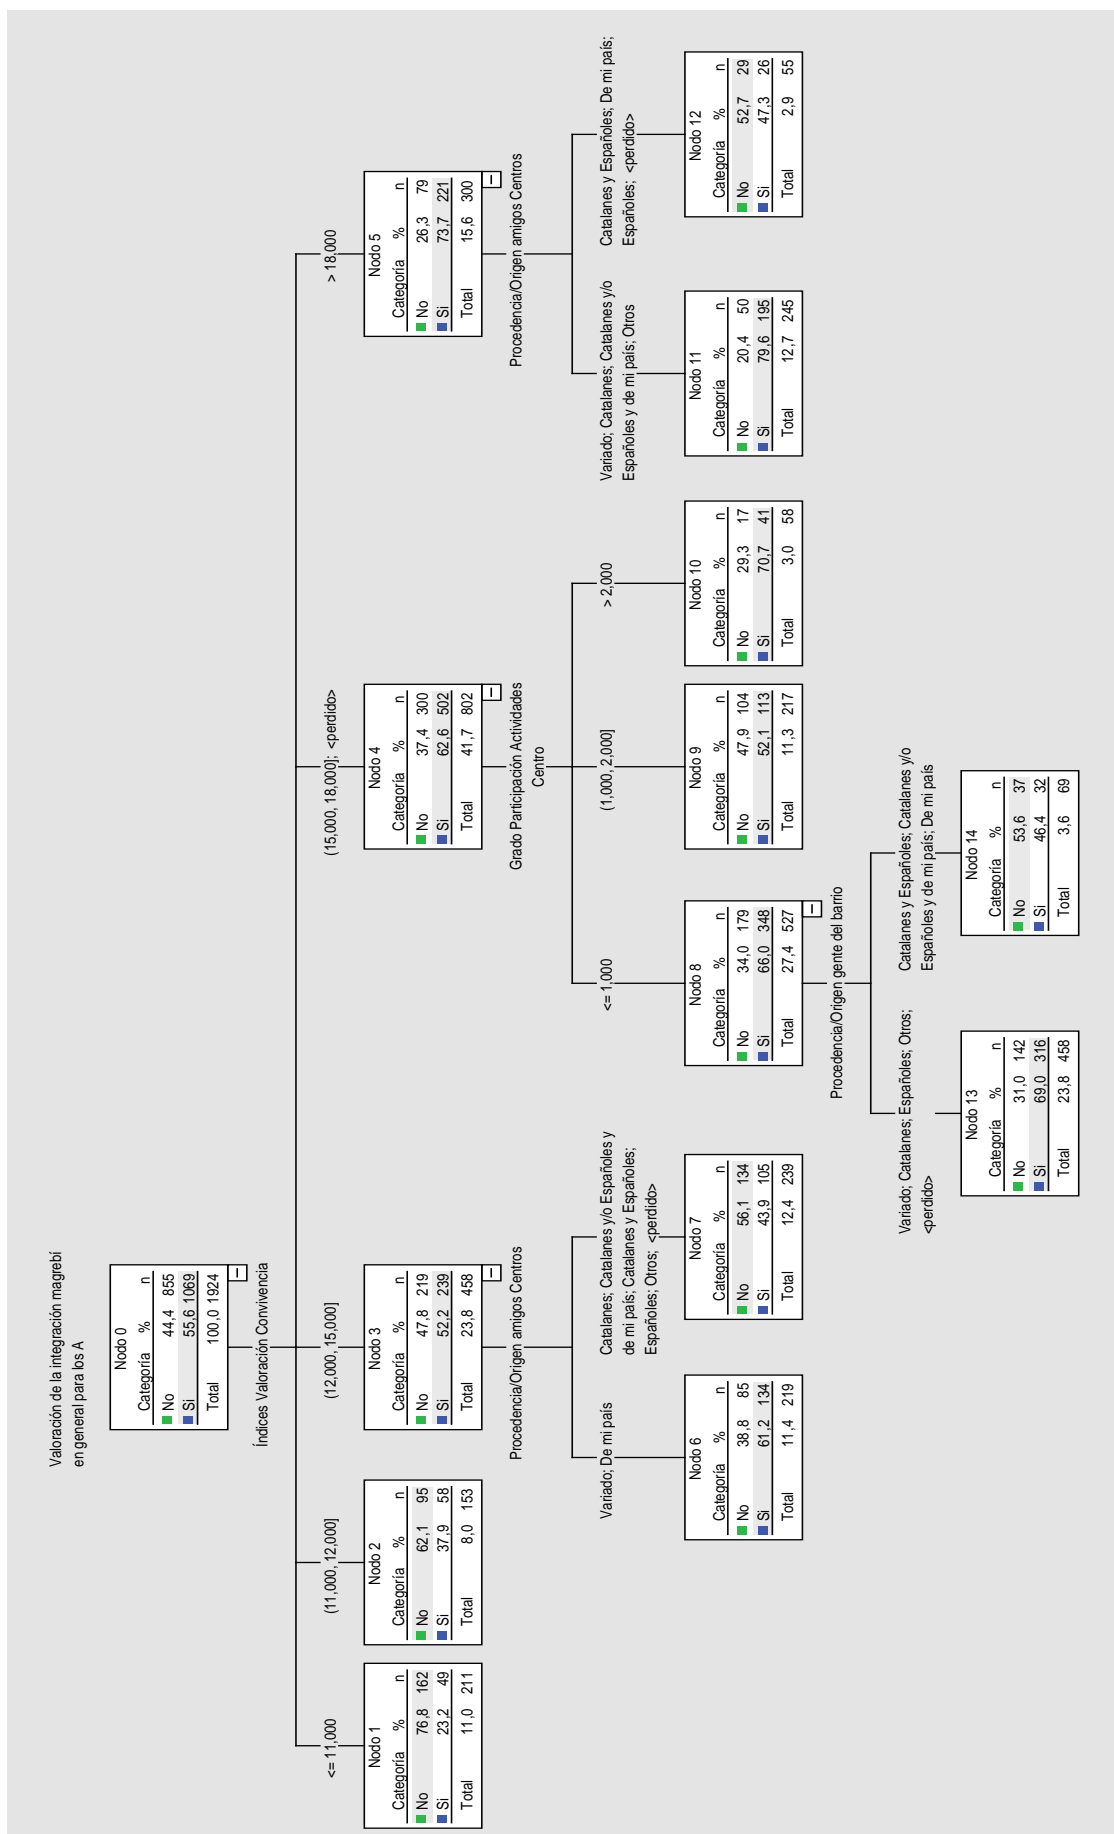 Valoración de la integración magrebí
en general para los A
Nodo 0
Categoría % n
No 44,4 855
Si 55,6 1069
Total 100,0 1924
Índices Valoración Convivencia
<= 11,000
(11,000, 12,000]
(12,000, 15,000]
(15,000, 18,000]; <perdido>
> 18,000
Nodo 1
Categoría % n
No 76,8 162
Si 23,2 49
Total 11,0 211
Nodo 2
Categoría % n
No 62,1 95
Si 37,9 58
Total 8,0 153
Nodo 3
Categoría % n
No 47,8 219
Si 52,2 239
Total 23,8 458
Nodo 4
Categoría % n
No 37,4 300
Si 62,6 502
Total 41,7 802
Nodo 5
Categoría % n
No 26,3 79
Si 73,7 221
Total 15,6 300
Procedencia/Origen amigos Centros
Grado Participación Actividades
Centro
Procedencia/Origen amigos Centros
Variado; De mi país
Catalanes; Catalanes y/o Españoles y
de mi país; Catalanes y Españoles;
Españoles; Otros; <perdido>
<= 1,000
(1,000, 2,000]
> 2,000
Variado; Catalanes; Catalanes y/o
Españoles y de mi país; Otros
Catalanes y Españoles; De mi país;
Españoles; <perdido>
Nodo 6
Categoría % n
No 38,8 85
Si 61,2 134
Total 11,4 219
Nodo 7
Categoría % n
No 56,1 134
Si 43,9 105
Total 12,4 239
Nodo 8
Categoría % n
No 34,0 179
Si 66,0 348
Total 27,4 527
Nodo 9
Categoría % n
No 47,9 104
Si 52,1 113
Total 11,3 217
Nodo 10
Categoría % n
No 29,3 17
Si 70,7 41
Total 3,0 58
Nodo 11
Categoría % n
No 20,4 50
Si 79,6 195
Total 12,7 245
Nodo 12
Categoría % n
No 52,7 29
Si 47,3 26
Total 2,9 55
Procedencia/Origen gente del barrio
Variado; Catalanes; Españoles; Otros;
<perdido>
Catalanes y Españoles; Catalanes y/o
Españoles y de mi país; De mi país
Nodo 13
Categoría % n
No 31,0 142
Si 69,0 316
Total 23,8 458
Nodo 14
Categoría % n
No 53,6 37
Si 46,4 32
Total 3,6 69